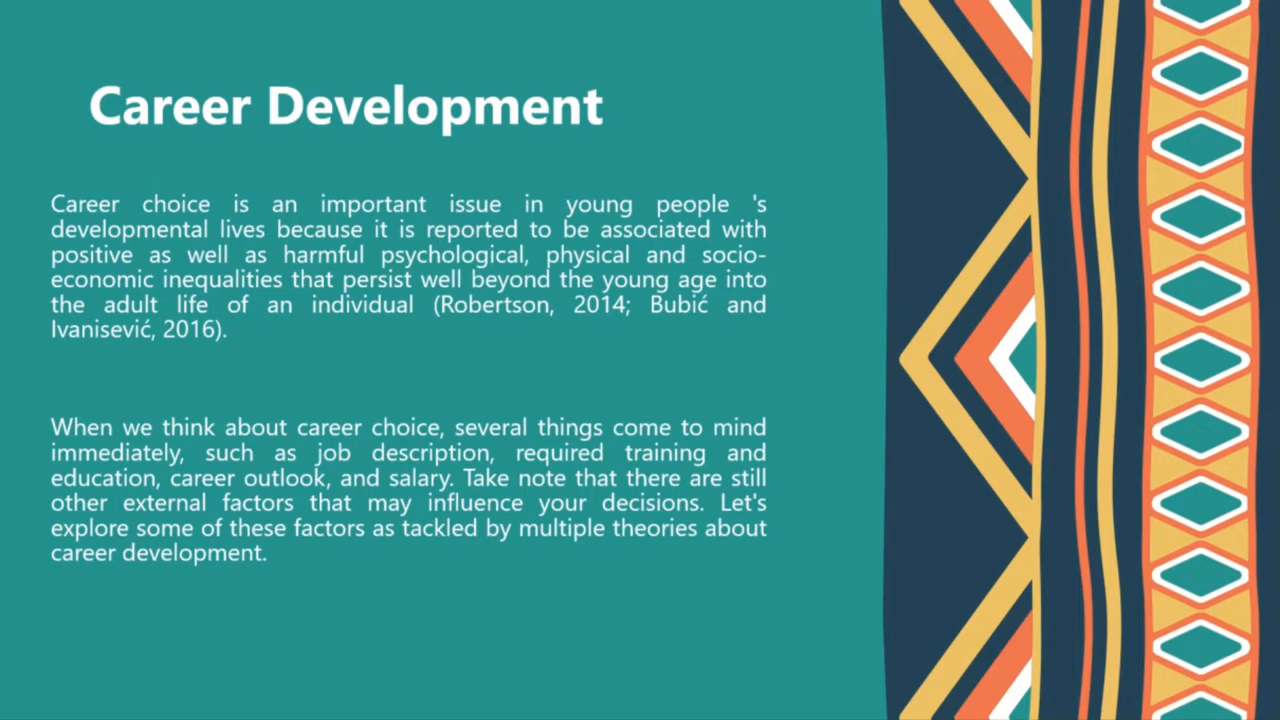 Career Development
Career choice is an important issue in young people 's
developmental lives because it is reported to be associated with
positive as well as harmful psychological, physical and socio-
economic inequalities that persist well beyond the young age into
the adult life of an individual (Robertson, 2014; Bubić and
Ivanisević, 2016).
When we think about career choice, several things come to mind
immediately, such as job description, required training and
education, career outlook, and salary. Take note that there are still
other external factors that may influence your decisions. Let's
explore some of these factors as tackled by multiple theories about
career development.